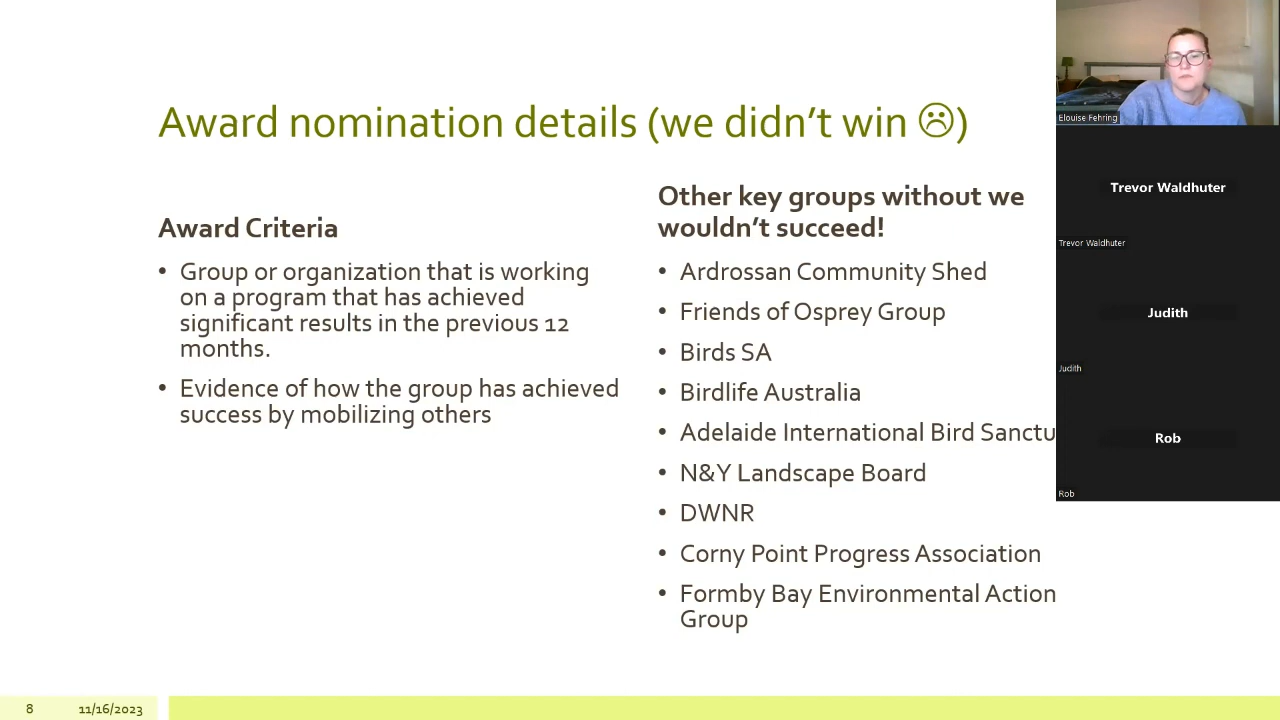 Award nomination details (we didn't win ☹)
Award Criteria
• Group or organization that is working
on a program that has achieved
significant results in the previous 12
months.
• Evidence of how the group has achieved
success by mobilizing others
Other key groups without we
wouldn't succeed!
• Ardrossan Community Shed
• Friends of Osprey Group
• Birds SA
• Birdlife Australia
• Adelaide International Bird Sanctu
• N&Y Landscape Board
• DWNR
• Corny Point Progress Association
• Formby Bay Environmental Action
Group
8 11/16/2023
Elouise Fehring
Trevor Waldhuter
Trevor Waldhuter
Judith
Judith
Rob
Rob